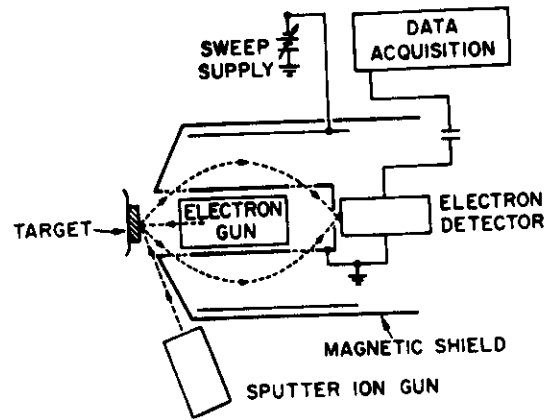 SWEEP
SUPPLY
DATA
ACQUISITION
TARGET
ELECTRON
GUN
ELECTRON
DETECTOR
MAGNETIC SHIELD
SPUTTER ION GUN